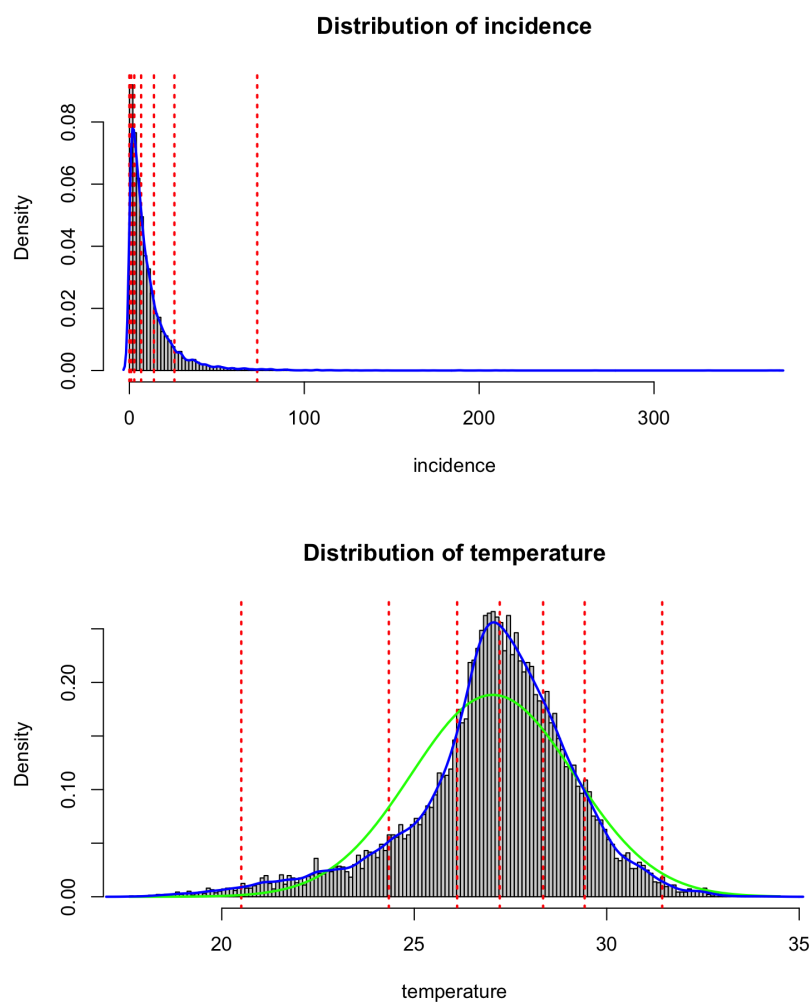 Distribution of incidence
Density
0.00 0.02 0.04 0.06 0.08
0 100 200 300
incidence
Distribution of temperature
Density
0.00 0.10 0.20
20 25 30 35
temperature